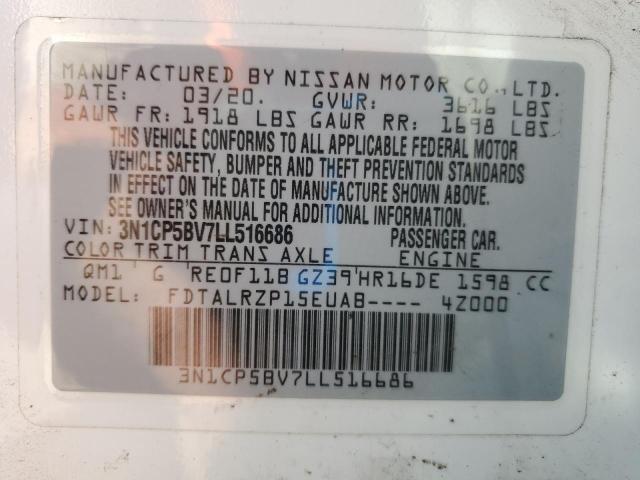 MANUFACTURED BY NISSAN MOTOR CO., LTD.
DATE: 03/20. GVWR: 3616 LBS
GAWR FR: 1918 LBS GAWR RR: 1698 LBS
THIS VEHICLE CONFORMS TO ALL APPLICABLE FEDERAL MOTOR
VEHICLE SAFETY, BUMPER AND THEFT PREVENTION STANDARDS
IN EFFECT ON THE DATE OF MANUFACTURE SHOWN ABOVE.
SEE OWNER'S MANUAL FOR ADDITIONAL INFORMATION.
VIN: 3N1CP5BV7LL516686 PASSENGER CAR.
COLOR TRIM TRANS AXLE ENGINE
QM1 G RE0F11B GZ39 HR16DE 1598 CC
MODEL: FDTALRZP15EUAB---- 4Z000
3N1CP5BV7LL516686